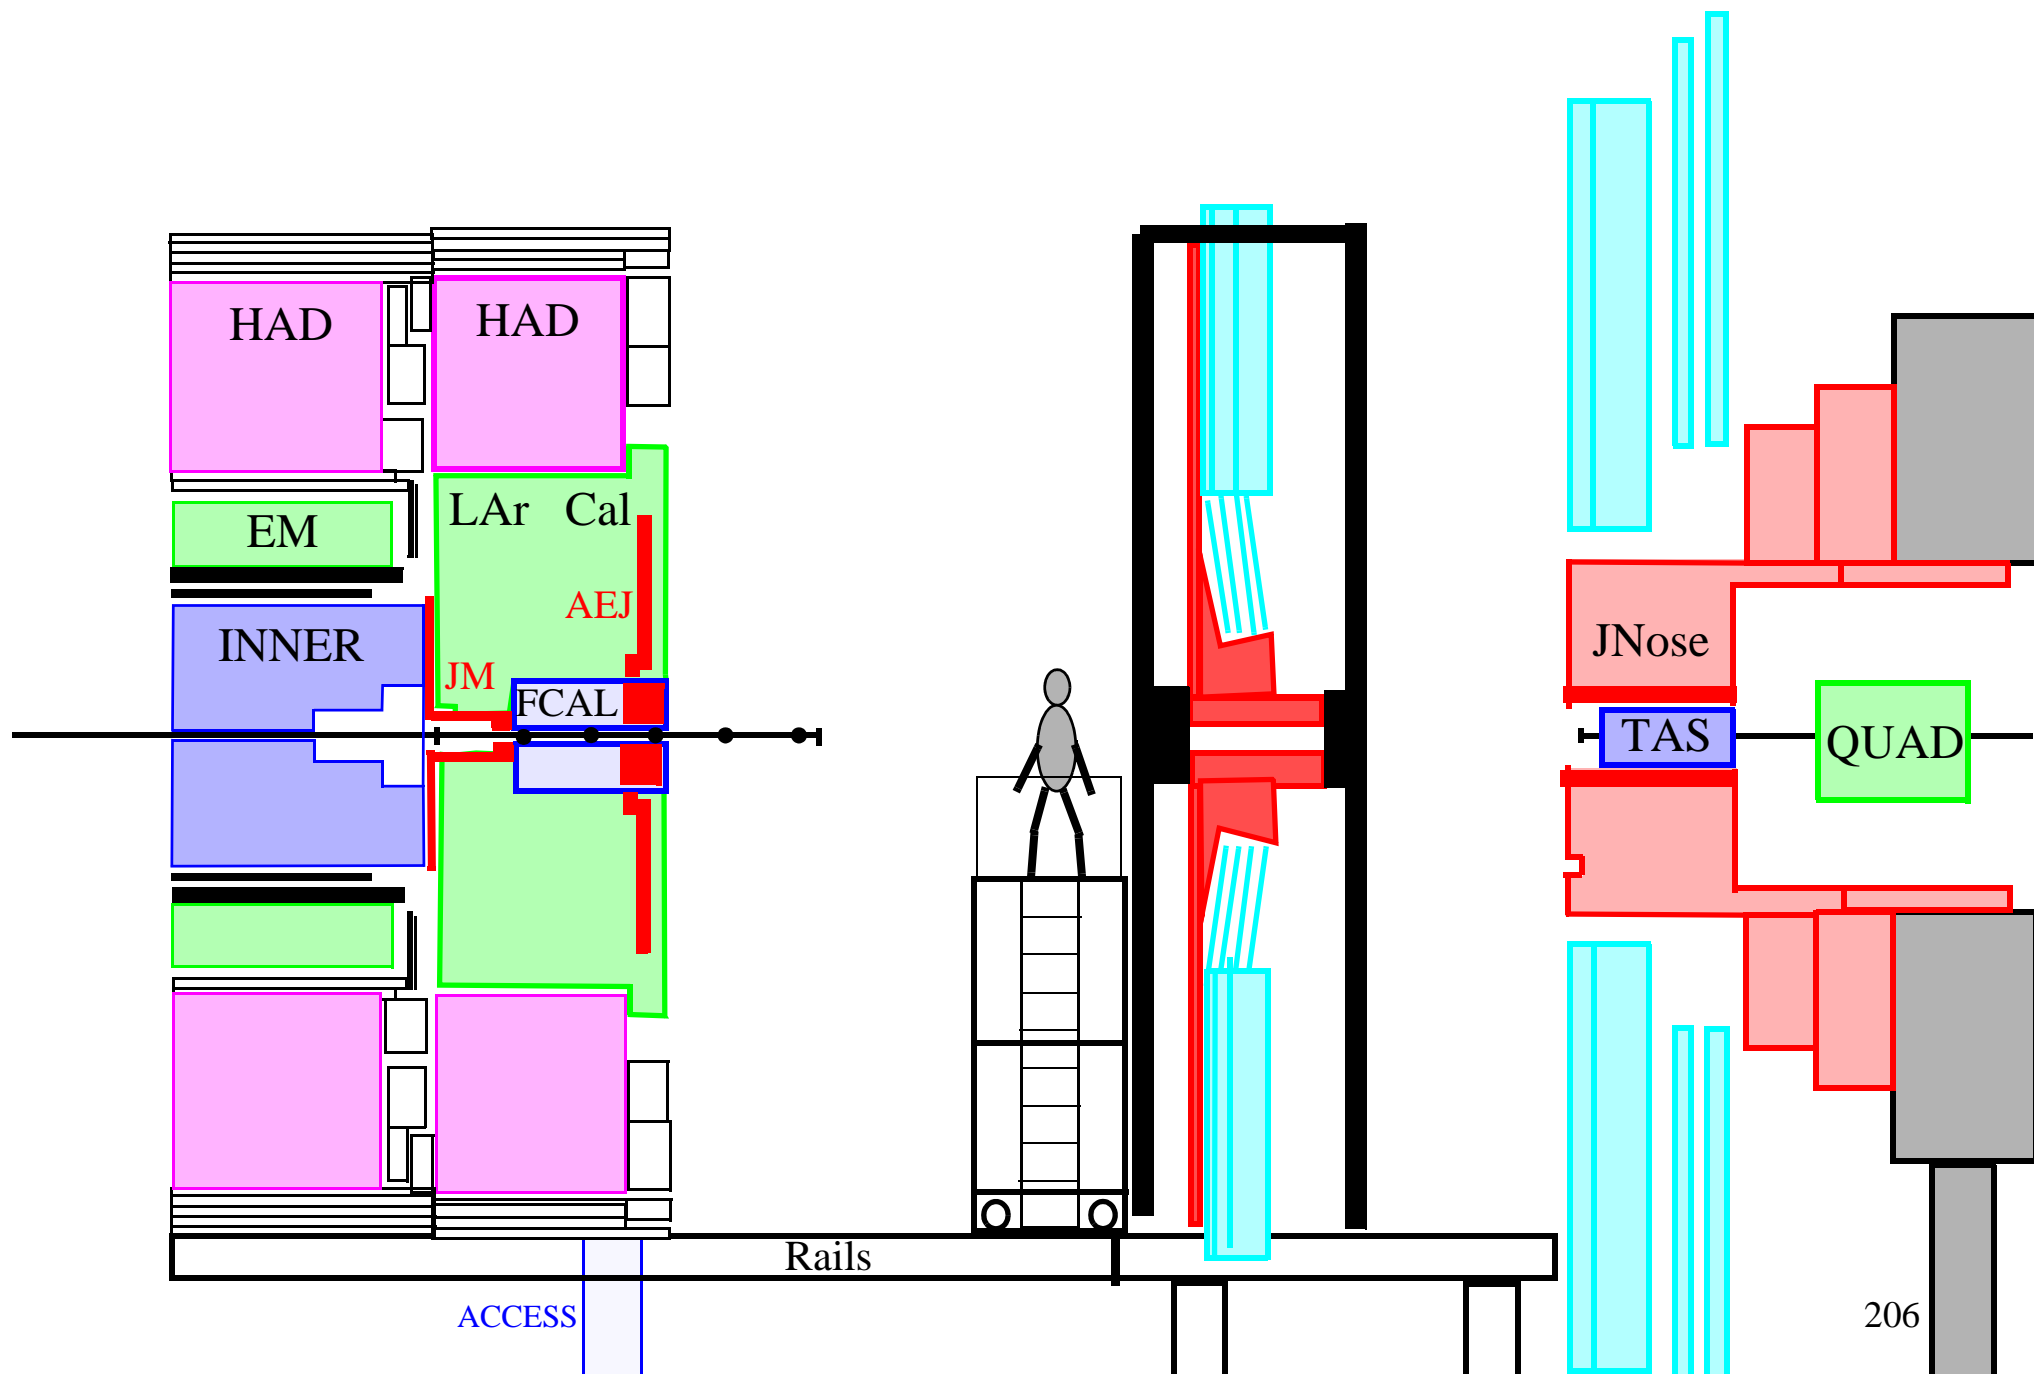 HAD
HAD
LAr Cal
EM
AEJ
INNER
JNose
JM
FCAL
TAS
QUAD
Rails
ACCESS
206